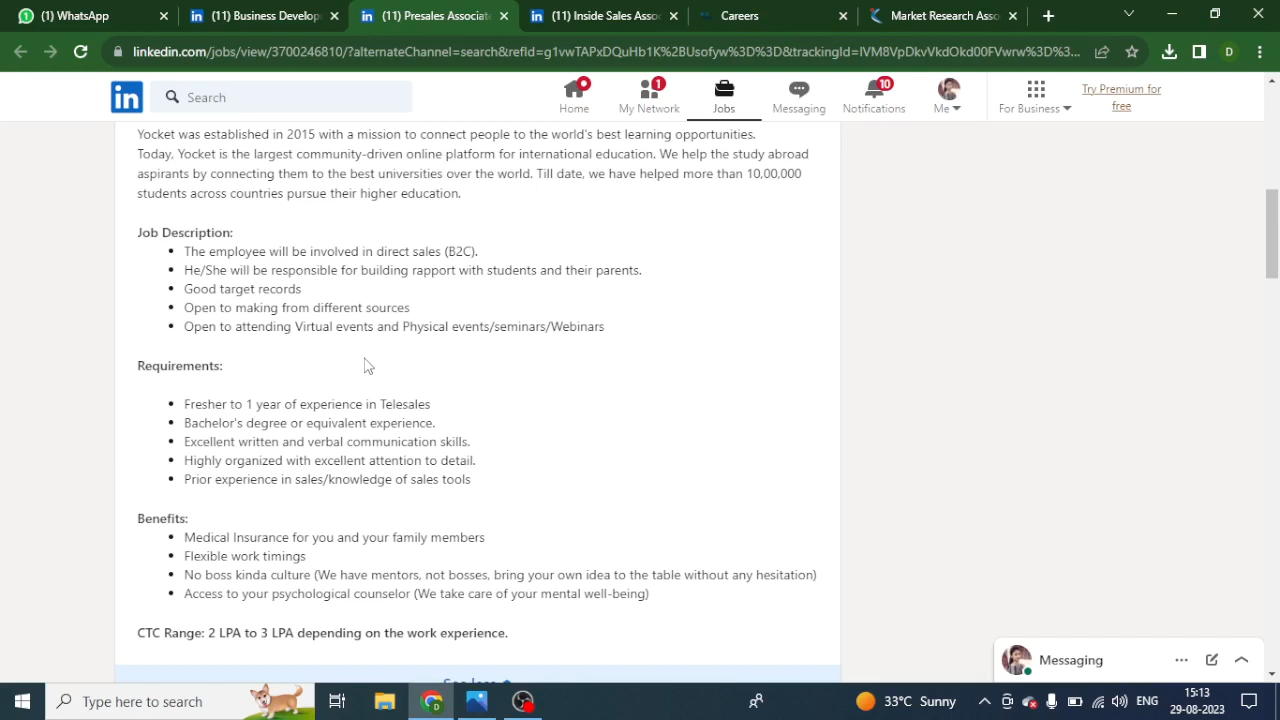 (1) WhatsApp
(11) Business Develop
(11) Presales Associat
(11) Inside Sales Asso
Careers
Market Research Asso
linkedin.com/jobs/view/3700246810/?alternateChannel=search&refId=g1vwTAPxDQuHb1K%2BUsofyw%3D%3D&trackingId=IVM8VpDkvVkdOkd00FVwrw%3D%3...
D
in
Search
Home
1
My Network
Jobs
Messaging
10
Notifications
Me
For Business
Try Premium for
free
Yocket was established in 2015 with a mission to connect people to the world's best learning opportunities.
Today, Yocket is the largest community-driven online platform for international education. We help the study abroad
aspirants by connecting them to the best universities over the world. Till date, we have helped more than 10,00,000
students across countries pursue their higher education.
Job Description:
• The employee will be involved in direct sales (B2C).
• He/She will be responsible for building rapport with students and their parents.
• Good target records
• Open to making from different sources
• Open to attending Virtual events and Physical events/seminars/Webinars
Requirements:
• Fresher to 1 year of experience in Telesales
• Bachelor's degree or equivalent experience.
• Excellent written and verbal communication skills.
• Highly organized with excellent attention to detail.
• Prior experience in sales/knowledge of sales tools
Benefits:
• Medical Insurance for you and your family members
• Flexible work timings
• No boss kinda culture (We have mentors, not bosses, bring your own idea to the table without any hesitation)
• Access to your psychological counselor (We take care of your mental well-being)
CTC Range: 2 LPA to 3 LPA depending on the work experience.
See less
Messaging
Type here to search
33°C Sunny
ENG
15:13
29-08-2023